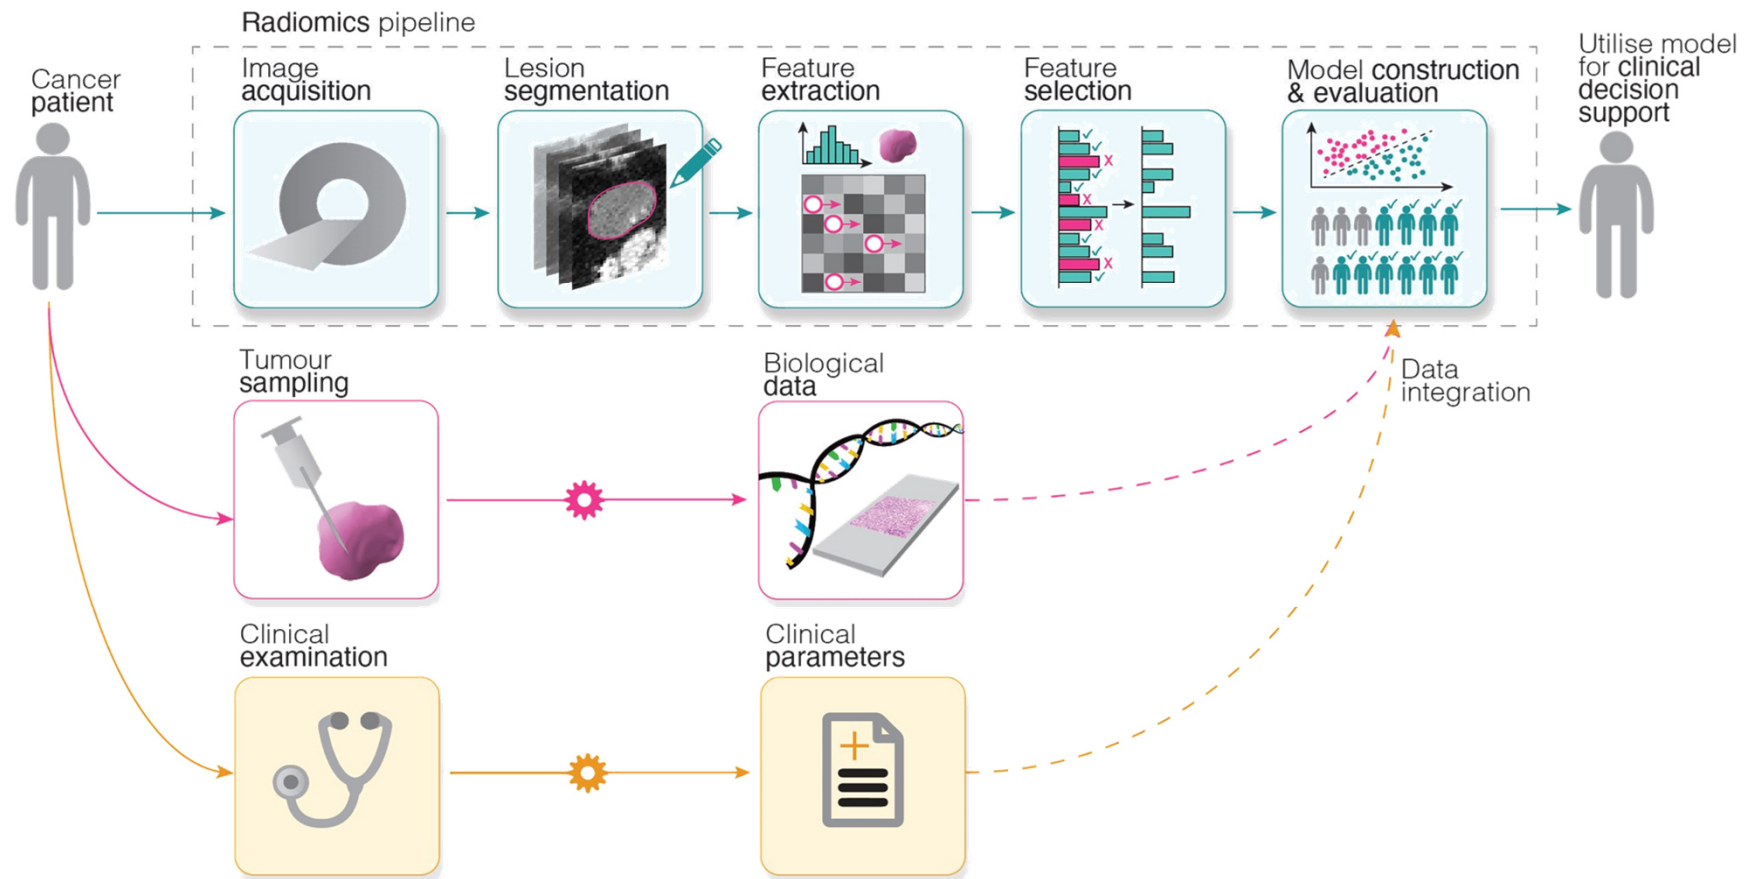 Radiomics pipeline
Cancer
patient
Image
acquisition
Lesion
segmentation
Feature
extraction
Feature
selection
Model construction
& evaluation
Utilise model
for clinical
decision
support
X
X
X
X
Tumour
sampling
Biological
data
Data
integration
Clinical
examination
Clinical
parameters